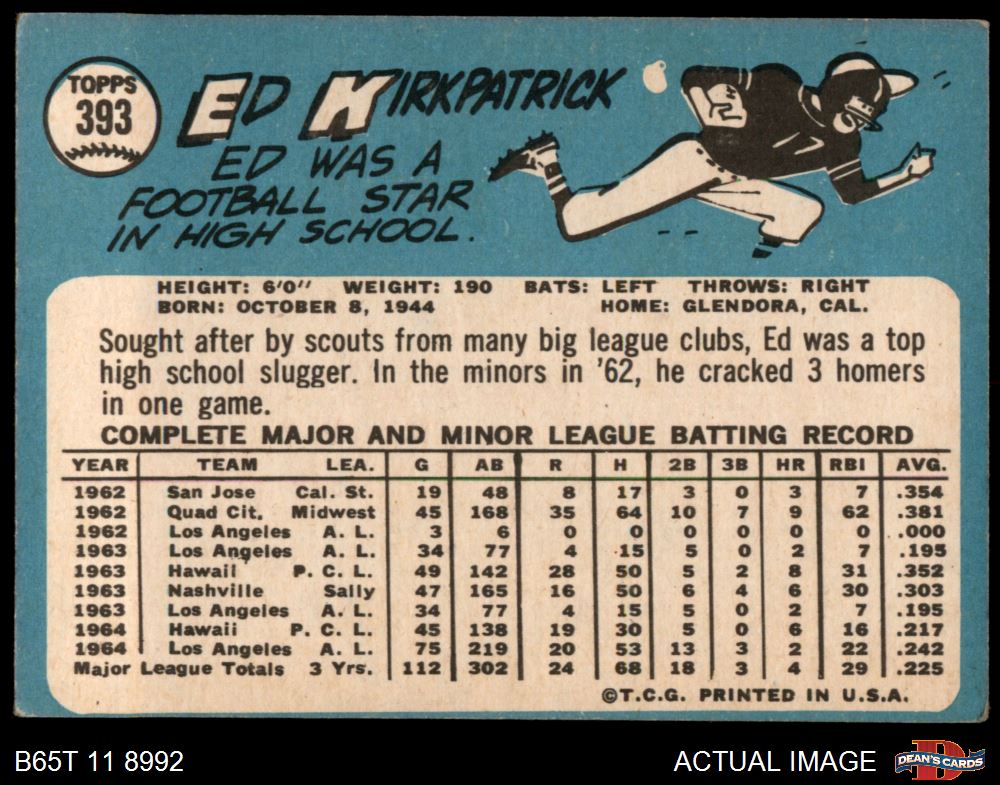 TOPPS
393
ED KIRKPATRICK
ED WAS A
FOOTBALL STAR
IN HIGH SCHOOL.
HEIGHT: 6'0" WEIGHT: 190 BATS: LEFT THROWS: RIGHT
BORN: OCTOBER 8, 1944 HOME: GLENDORA, CAL.
Sought after by scouts from many big league clubs, Ed was a top
high school slugger. In the minors in '62, he cracked 3 homers
in one game.
COMPLETE MAJOR AND MINOR LEAGUE BATTING RECORD
YEAR TEAM LEA. G AB R H 2B 3B HR RBI AVG.
1962 San Jose Cal. St. 19 48 8 17 3 0 3 7 .354
1962 Quad Cit. Midwest 45 168 35 64 10 7 9 62 .381
1962 Los Angeles A. L. 3 6 0 0 0 0 0 0 .000
1963 Los Angeles A. L. 34 77 4 15 5 0 2 7 .195
1963 Hawaii P. C. L. 49 142 28 50 5 2 8 31 .352
1963 Nashville Sally 47 165 16 50 6 4 6 30 .303
1963 Los Angeles A. L. 34 77 4 15 5 0 2 7 .195
1964 Hawaii P. C. L. 45 138 19 30 5 0 6 16 .217
1964 Los Angeles A. L. 75 219 20 53 13 3 2 22 .242
Major League Totals 3 Yrs. 112 302 24 68 18 3 4 29 .225
©T.C.G. PRINTED IN U.S.A.
B65T 11 8992
ACTUAL IMAGE
D
DEAN'S CARDS